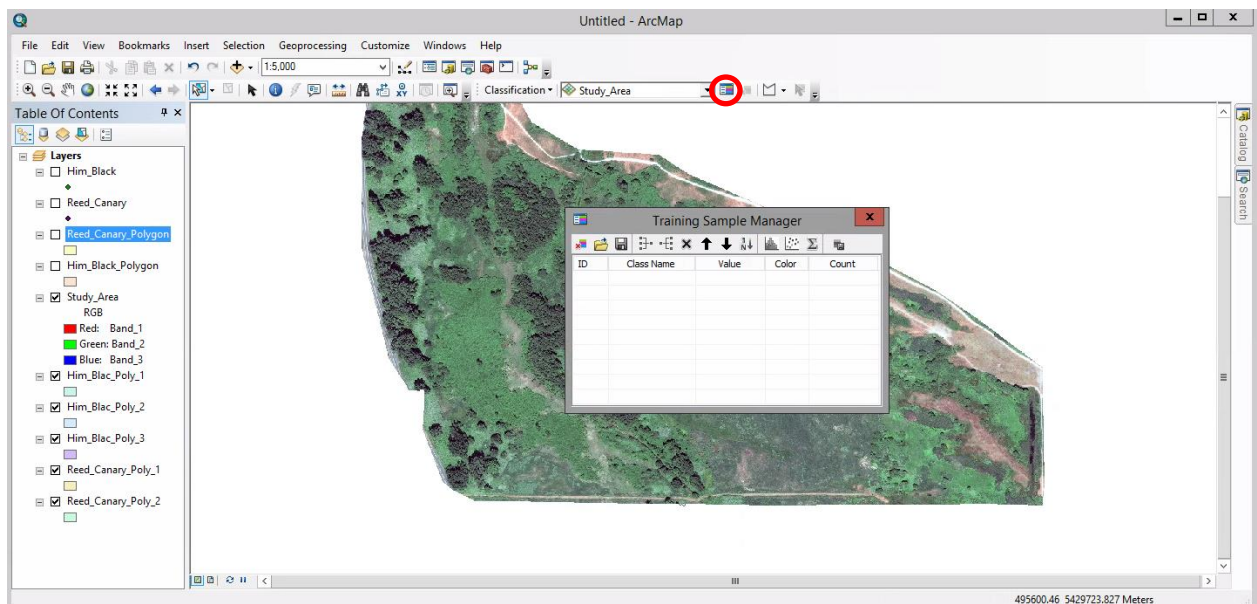 Untitled - ArcMap
File Edit View Bookmarks Insert Selection Geoprocessing Customize Windows Help
1:5,000
Classification Study_Area
Table Of Contents
Layers
Him_Black
Reed_Canary
Reed_Canary_Polygon
Him_Black_Polygon
Study_Area
RGB
Red: Band_1
Green: Band_2
Blue: Band_3
Him_Blac_Poly_1
Him_Blac_Poly_2
Him_Blac_Poly_3
Reed_Canary_Poly_1
Reed_Canary_Poly_2
Training Sample Manager
ID Class Name Value Color Count
Catalog
Search
495600.46 5429723.827 Meters